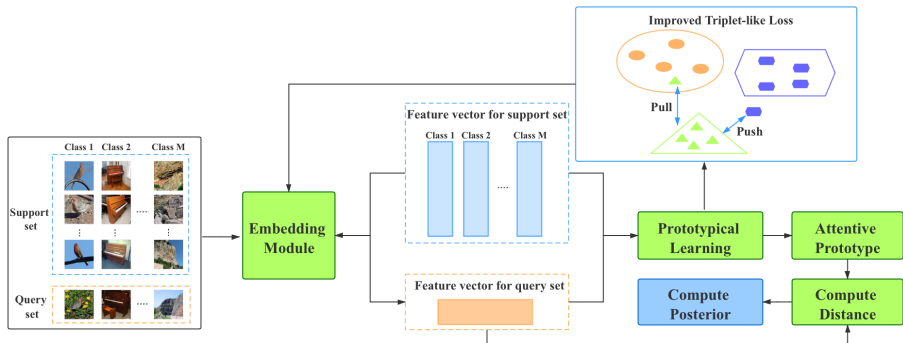 Improved Triplet-like Loss
Pull
Push
Feature vector for support set
Class 1 Class 2 Class M
......
Class 1 Class 2 Class M
Support
set
......
Query
set
......
Embedding
Module
Feature vector for query set
Prototypical
Learning
Attentive
Prototype
Compute
Posterior
Compute
Distance